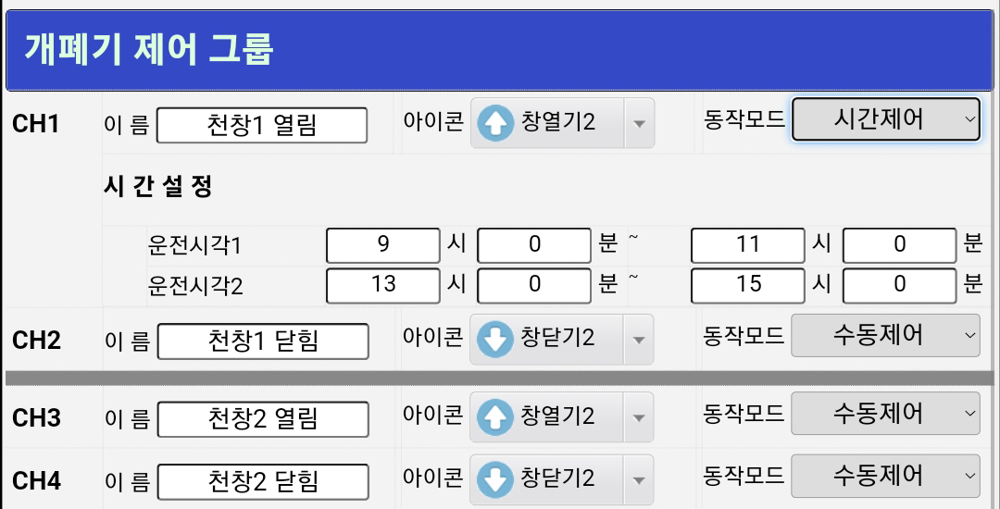 개폐기 제어 그룹
CH1 이 름 천창1 열림 아이콘 창열기2 동작모드 시간제어
시 간 설 정
운전시각1 9 시 0 분 ~ 11 시 0 분
운전시각2 13 시 0 분 ~ 15 시 0 분
CH2 이 름 천창1 닫힘 아이콘 창닫기2 동작모드 수동제어
CH3 이 름 천창2 열림 아이콘 창열기2 동작모드 수동제어
CH4 이 름 천창2 닫힘 아이콘 창닫기2 동작모드 수동제어